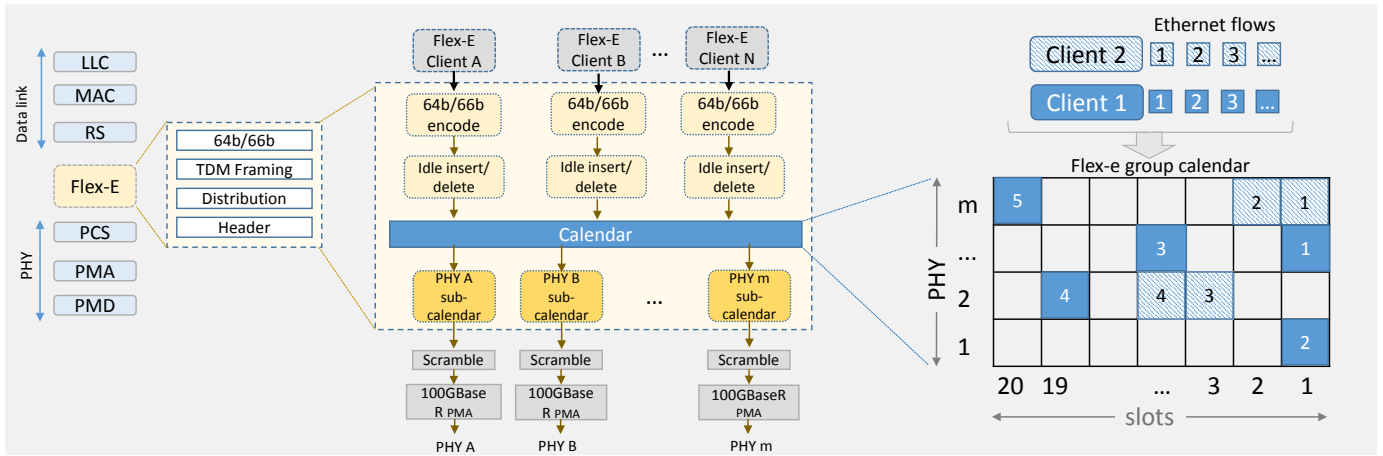 Data link
LLC
MAC
RS
Flex-E
PHY
PCS
PMA
PMD
64b/66b
TDM Framing
Distribution
Header
Flex-E
Client A
Flex-E
Client B
...
Flex-E
Client N
64b/66b
encode
64b/66b
encode
64b/66b
encode
Idle insert/
delete
Idle insert/
delete
Idle insert/
delete
Calendar
PHY A
sub-
calendar
PHY B
sub-
calendar
...
PHY m
sub-
calendar
Scramble
Scramble
Scramble
100GBase
R PMA
100GBase
R PMA
100GBaseR
PMA
PHY A
PHY B
PHY m
Ethernet flows
Client 2 1 2 3 ...
Client 1 1 2 3 ...
Flex-e group calendar
PHY
m 5 2 1
... 3 1
2 4 4 3
1 2
20 19 ... 3 2 1
slots